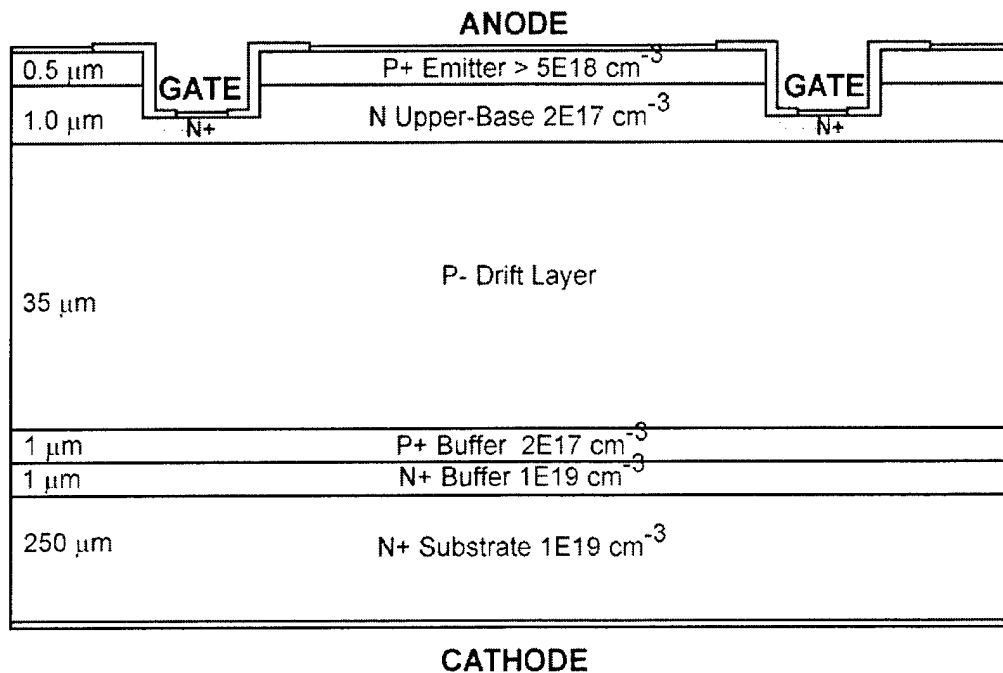 ANODE
0.5 μm
P+ Emitter > 5E18 cm⁻³
GATE
GATE
1.0 μm
N Upper-Base 2E17 cm⁻³
N+
N+
35 μm
P- Drift Layer
1 μm
P+ Buffer 2E17 cm⁻³
1 μm
N+ Buffer 1E19 cm⁻³
250 μm
N+ Substrate 1E19 cm⁻³
CATHODE